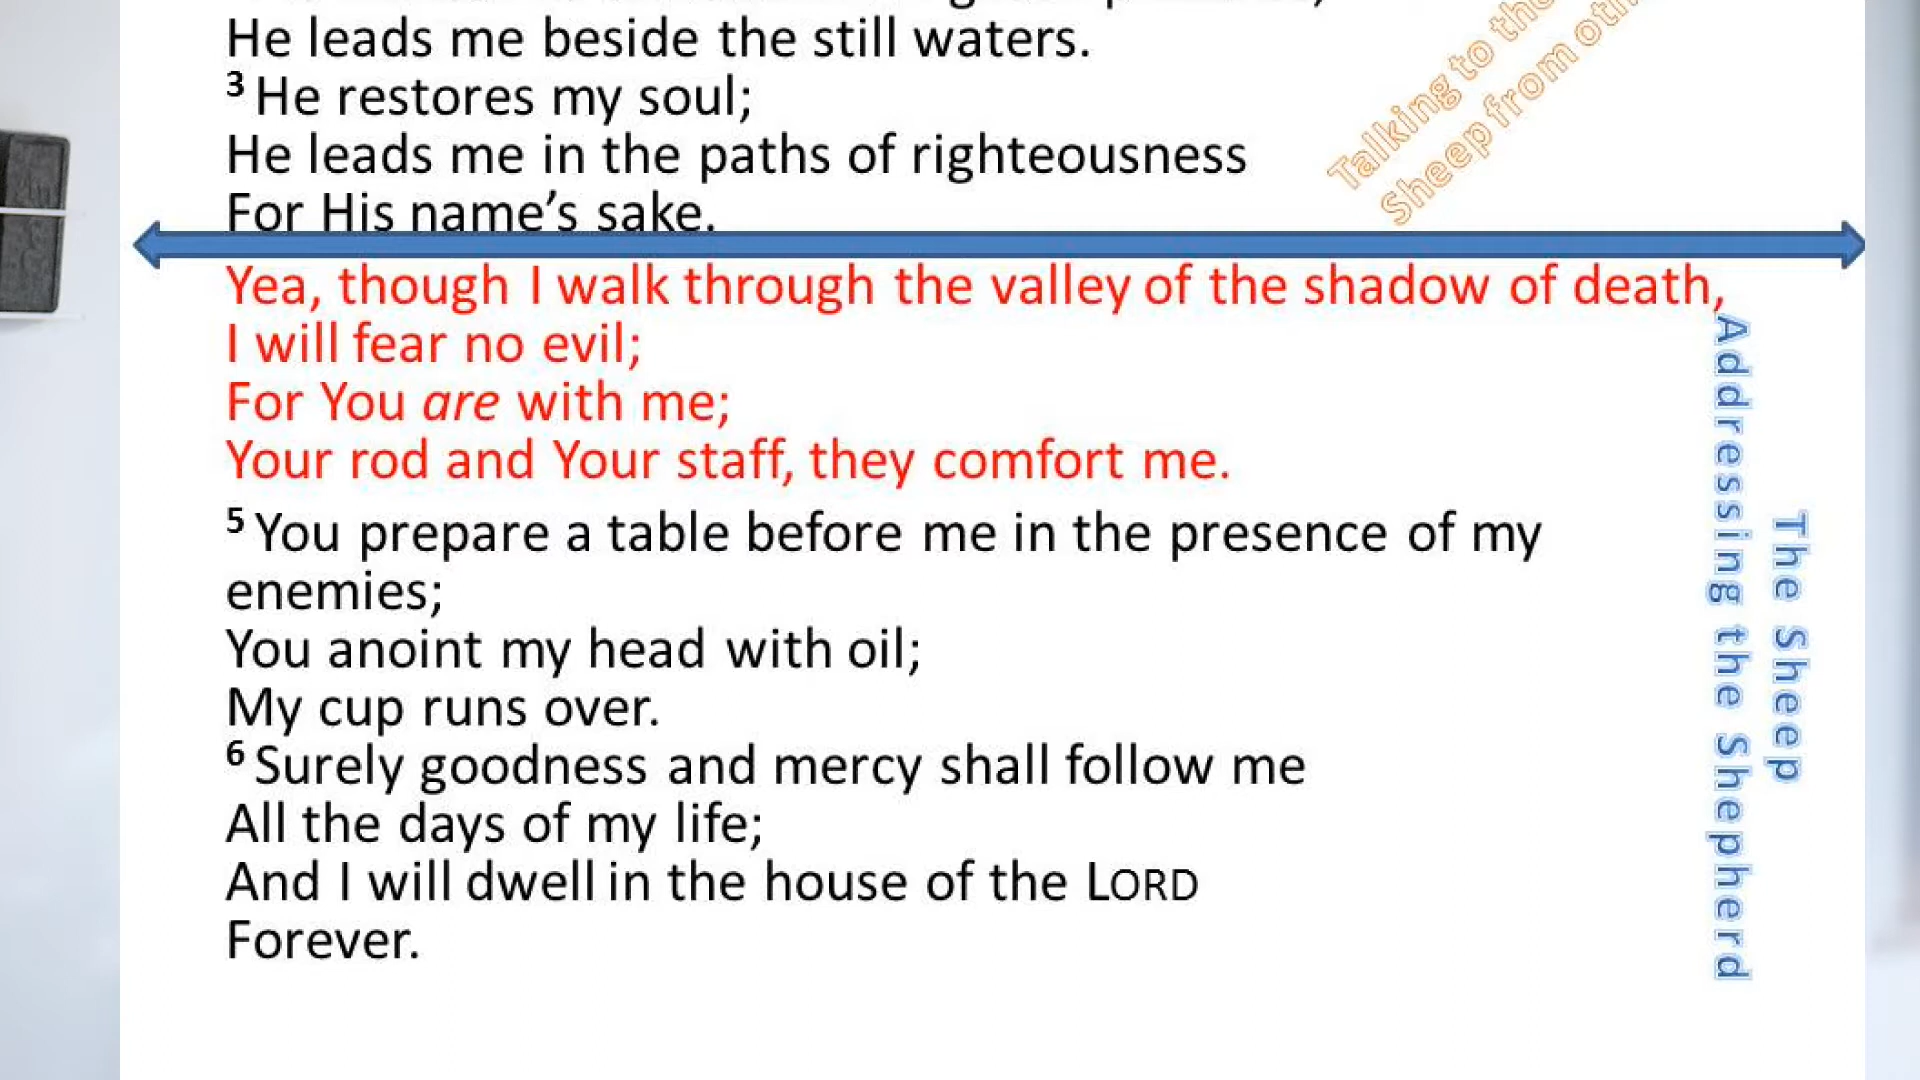 He leads me beside the still waters.
3 He restores my soul;
He leads me in the paths of righteousness
For His name’s sake.
Talking to the
Sheep from
Yea, though I walk through the valley of the shadow of death,
I will fear no evil;
For You are with me;
Your rod and Your staff, they comfort me.
5 You prepare a table before me in the presence of my
enemies;
You anoint my head with oil;
My cup runs over.
6 Surely goodness and mercy shall follow me
All the days of my life;
And I will dwell in the house of the LORD
Forever.
The Sheep
Addressing the Shepherd